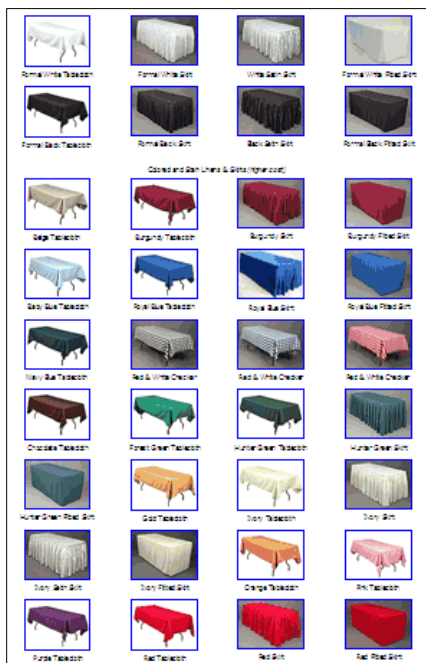 Formal White Tablecloth Formal White Skirt White Satin Skirt Formal White Fitted Skirt
Formal Black Tablecloth Formal Black Skirt Black Satin Skirt Formal Black Fitted Skirt
Colored and Satin Linens & Skirts (higher cost)
Beige Tablecloth Burgundy Tablecloth Burgundy Skirt Burgundy Fitted Skirt
Baby Blue Tablecloth Royal Blue Tablecloth Royal Blue Skirt Royal Blue Fitted Skirt
Navy Blue Tablecloth Red & White Checker Red & White Checker Red & White Checker
Chocolate Tablecloth Forest Green Tablecloth Hunter Green Tablecloth Hunter Green Skirt
Hunter Green Fitted Skirt Gold Tablecloth Ivory Tablecloth Ivory Skirt
Ivory Satin Skirt Ivory Fitted Skirt Orange Tablecloth Pink Tablecloth
Purple Tablecloth Red Tablecloth Red Skirt Red Fitted Skirt